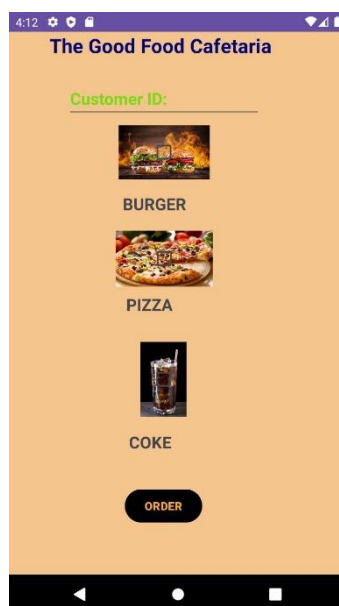 4:12
The Good Food Cafetaria
Customer ID:
BURGER
PIZZA
COKE
ORDER